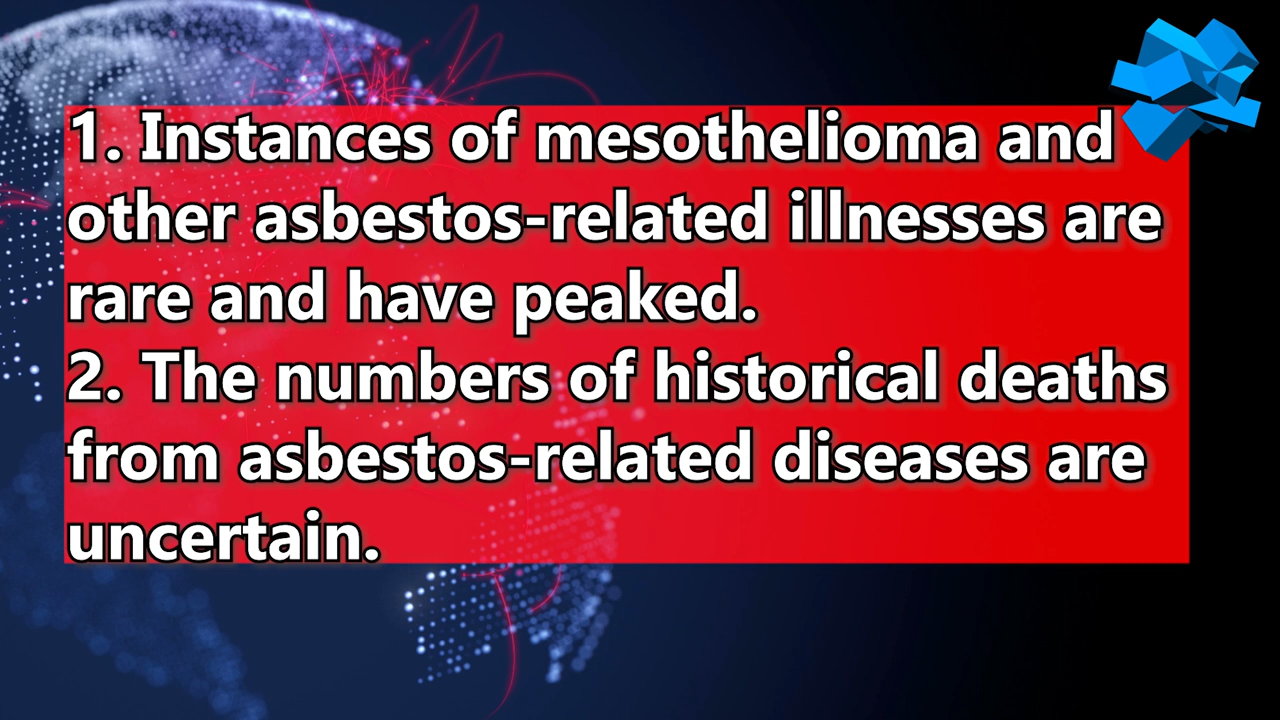 1. Instances of mesothelioma and
other asbestos-related illnesses are
rare and have peaked.
2. The numbers of historical deaths
from asbestos-related diseases are
uncertain.